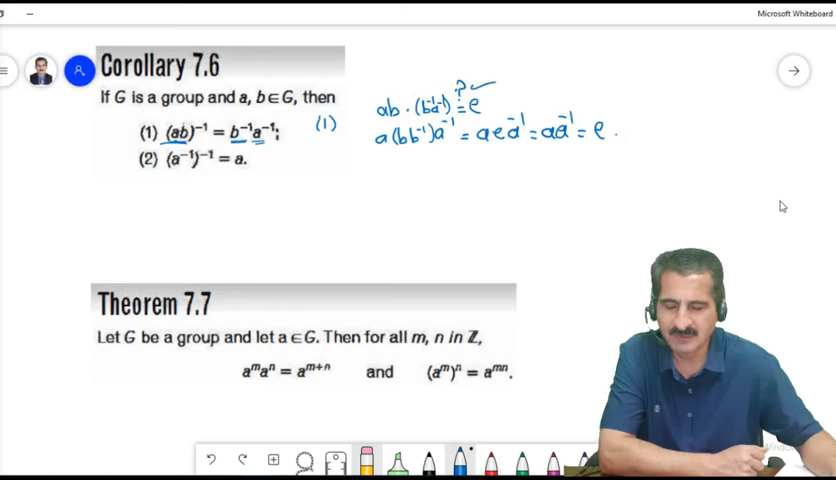 Microsoft Whiteboard
Corollary 7.6
If G is a group and a, b∈G, then
(1) (ab)⁻¹ = b⁻¹a⁻¹;
(2) (a⁻¹)⁻¹ = a.
?
ab · (b⁻¹a⁻¹) = e
(1)
a(bb⁻¹)a⁻¹ = aea⁻¹ = aa⁻¹ = e .
Theorem 7.7
Let G be a group and let a ∈ G. Then for all m, n in ℤ,
aᵐaⁿ = aᵐ⁺ⁿ and (aᵐ)ⁿ = aᵐⁿ.